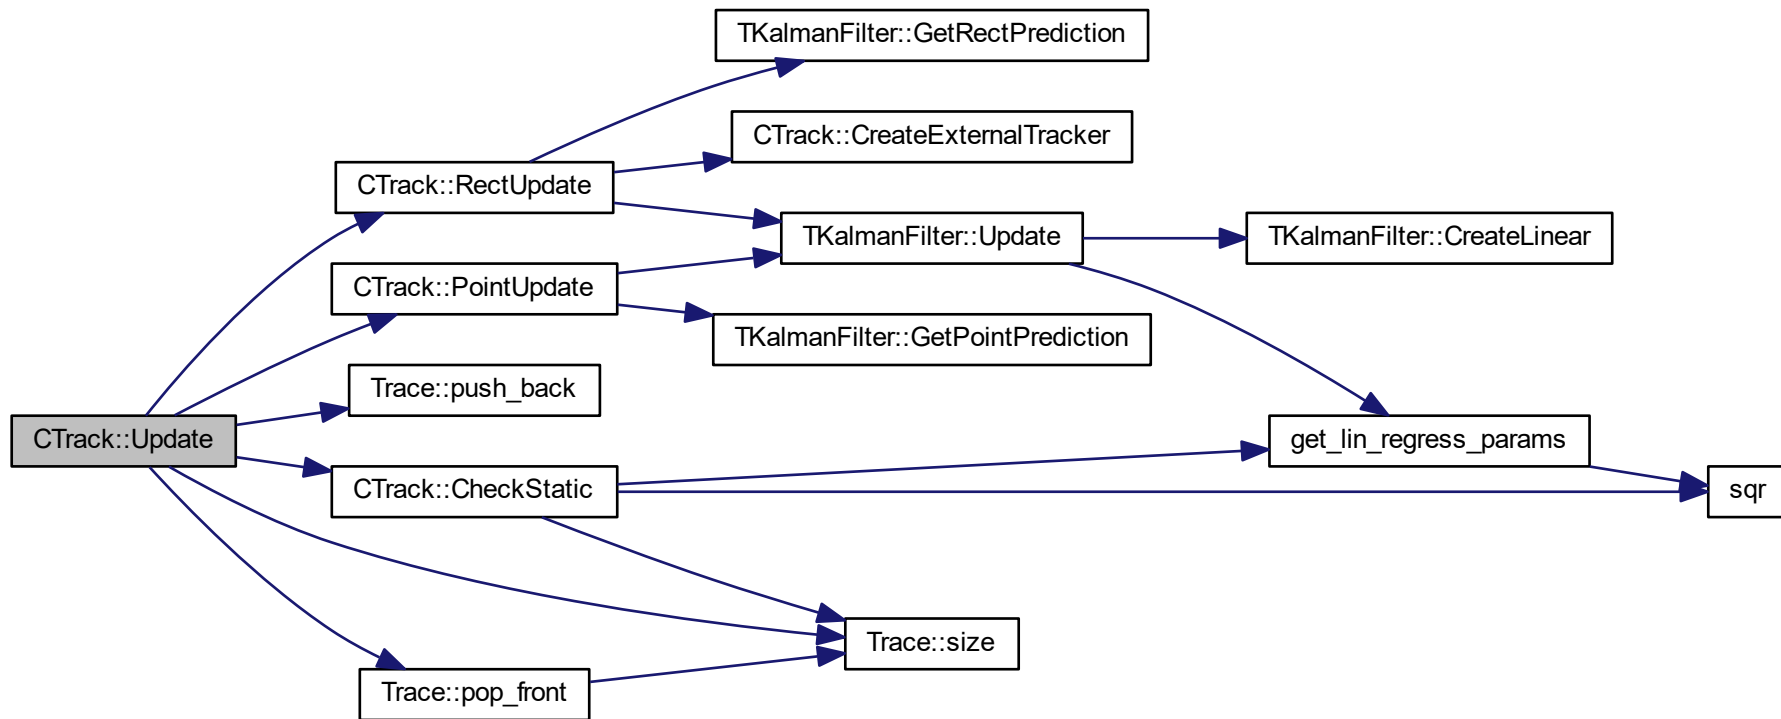 TKalmanFilter::GetRectPrediction
CTrack::CreateExternalTracker
CTrack::RectUpdate
TKalmanFilter::Update
TKalmanFilter::CreateLinear
CTrack::PointUpdate
TKalmanFilter::GetPointPrediction
Trace::push_back
CTrack::Update
get_lin_regress_params
CTrack::CheckStatic
sqr
Trace::size
Trace::pop_front